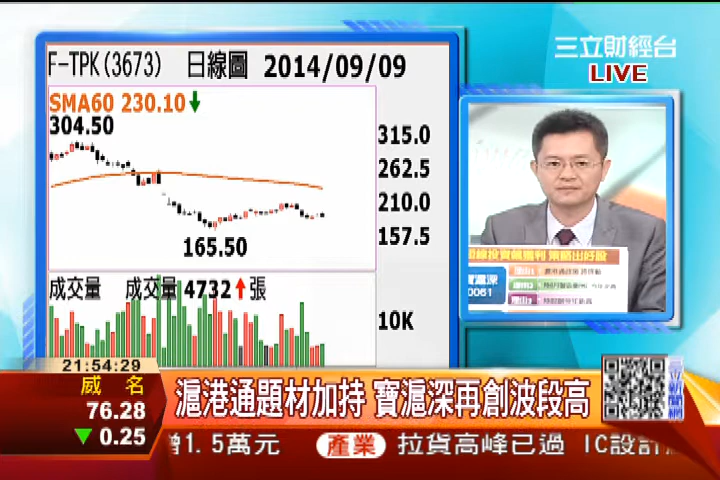 F-TPK(3673) 日線圖 2014/09/09
三立財經台
LIVE
SMA60 230.10↓
304.50
315.0
262.5
210.0
157.5
165.50
成交量 成交量 4732↑張
10K
0061
21:54:29
威名
76.28
▼0.25
滬港通題材加持 寶滬深再創波段高
增1.5萬元 產業 拉貨高峰已過 IC設計